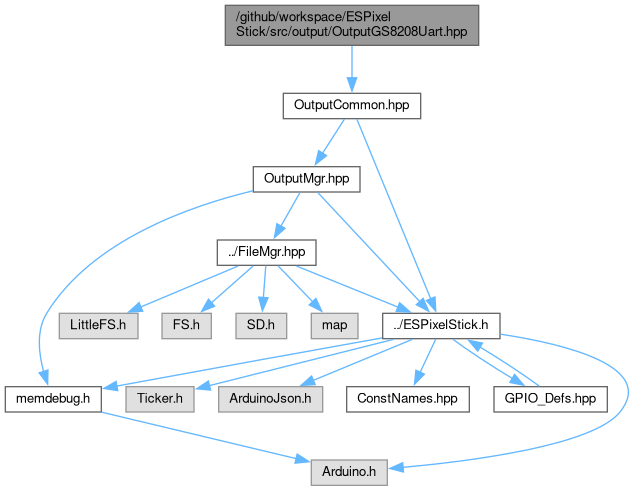 /github/workspace/ESPixel
Stick/src/output/OutputGS8208Uart.hpp
OutputCommon.hpp
OutputMgr.hpp
../FileMgr.hpp
LittleFS.h
FS.h
SD.h
map
../ESPixelStick.h
memdebug.h
Ticker.h
ArduinoJson.h
ConstNames.hpp
GPIO_Defs.hpp
Arduino.h